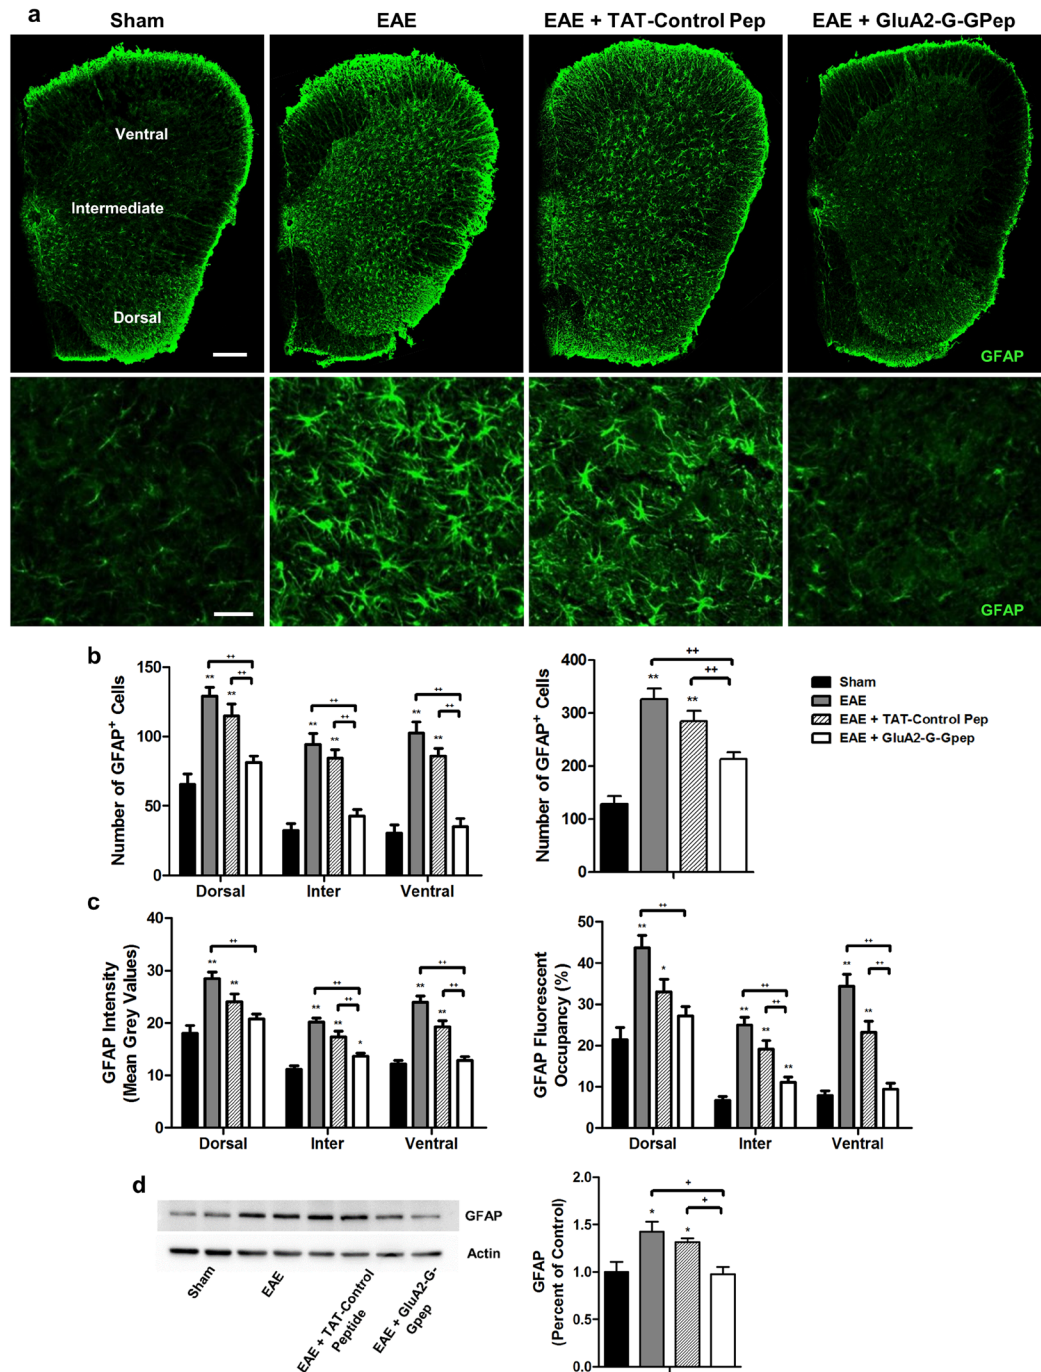 a
Sham
EAE
EAE + TAT-Control Pep
EAE + GluA2-G-GPep
Ventral
Intermediate
Dorsal
GFAP
GFAP
b
Number of GFAP+ Cells
150
100
50
0
** ** ++ ++
** ** ++ ++
** ** ++ ++
Dorsal
Inter
Ventral
Number of GFAP+ Cells
400
300
200
100
0
** ** ++ ++
Sham
EAE
EAE + TAT-Control Pep
EAE + GluA2-G-Gpep
c
GFAP Intensity
(Mean Grey Values)
40
30
20
10
0
** ** ++
** ** * ++ ++
** ** ++ ++
Dorsal
Inter
Ventral
GFAP Fluorescent
Occupancy (%)
50
40
30
20
10
0
** * ++
** ** ** ++ ++
** ** ++ ++
Dorsal
Inter
Ventral
d
GFAP
Actin
Sham
EAE
EAE + TAT-Control
Peptide
EAE + GluA2-G-
Gpep
GFAP
(Percent of Control)
2.0
1.5
1.0
0.5
0.0
* * + +